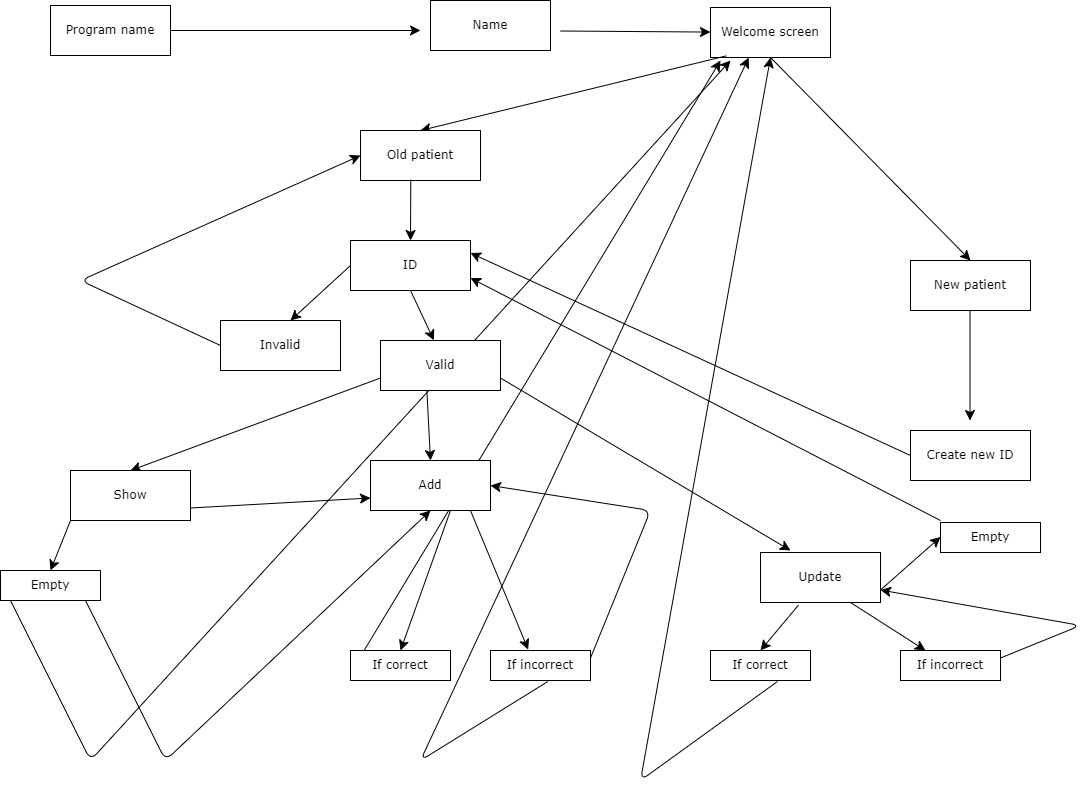 Program name
Name
Welcome screen
Old patient
ID
New patient
Invalid
Valid
Create new ID
Show
Add
Empty
Update
Empty
If correct
If incorrect
If correct
If incorrect